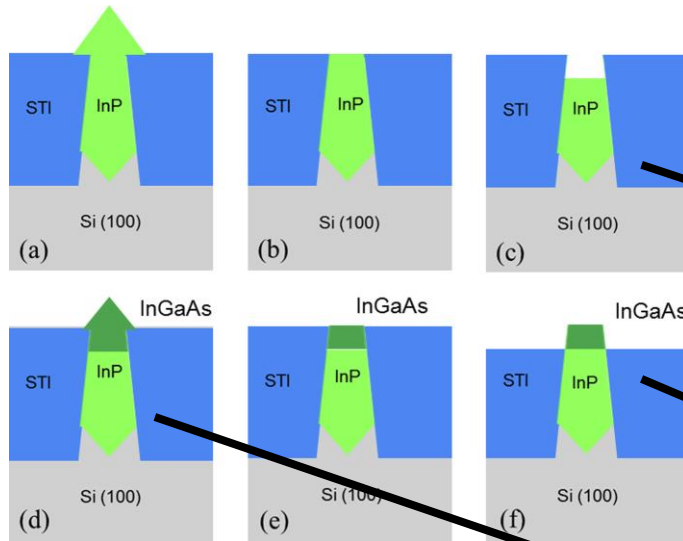 STI
InP
Si (100)
(a)
InP
Si (100)
(b)
STI
InP
Si (100)
(c)
InGaAs
STI
InP
Si (100)
(d)
InGaAs
STI
InP
Si (100)
(e)
InGaAs
STI
InP
Si (100)
(f)